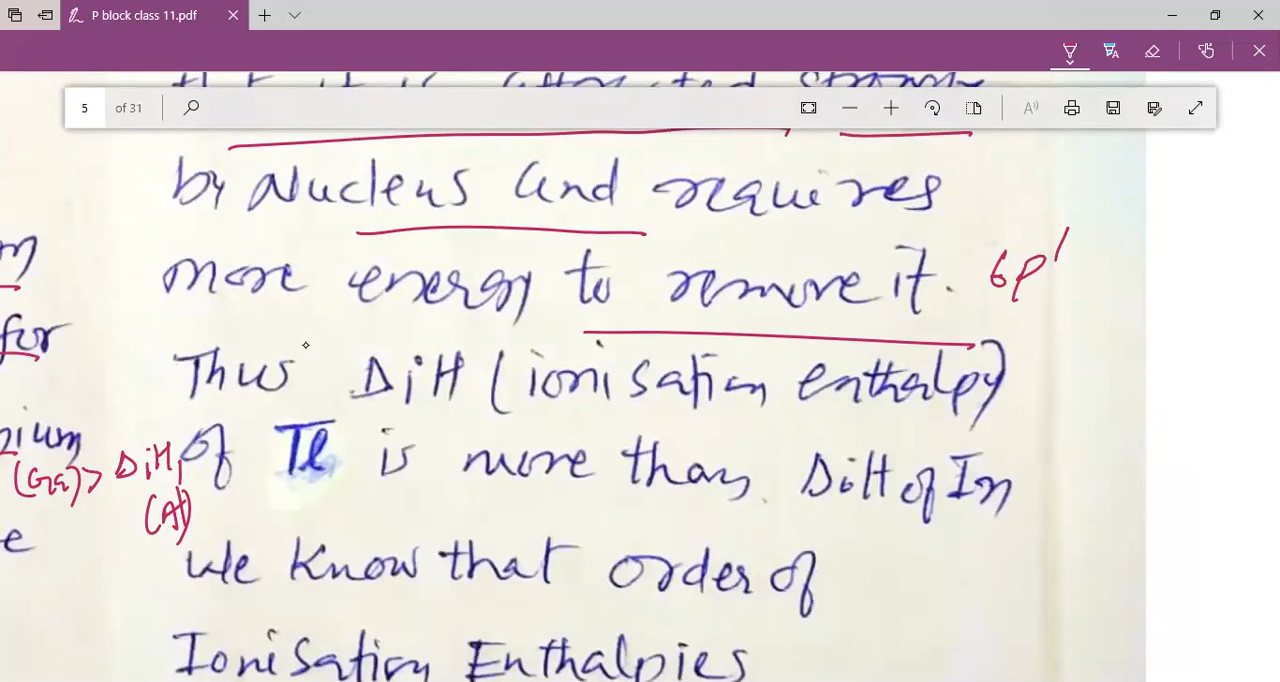 P block class 11.pdf
5 of 31
by Nucleus and requires
more energy to remove it. 6P1
for
Thus ΔiH (ionisation enthalpy)
of Tl is more than ΔiH of In
(Ga) > ΔiH1
(Al)
we know that order of
Ionisation Enthalpies